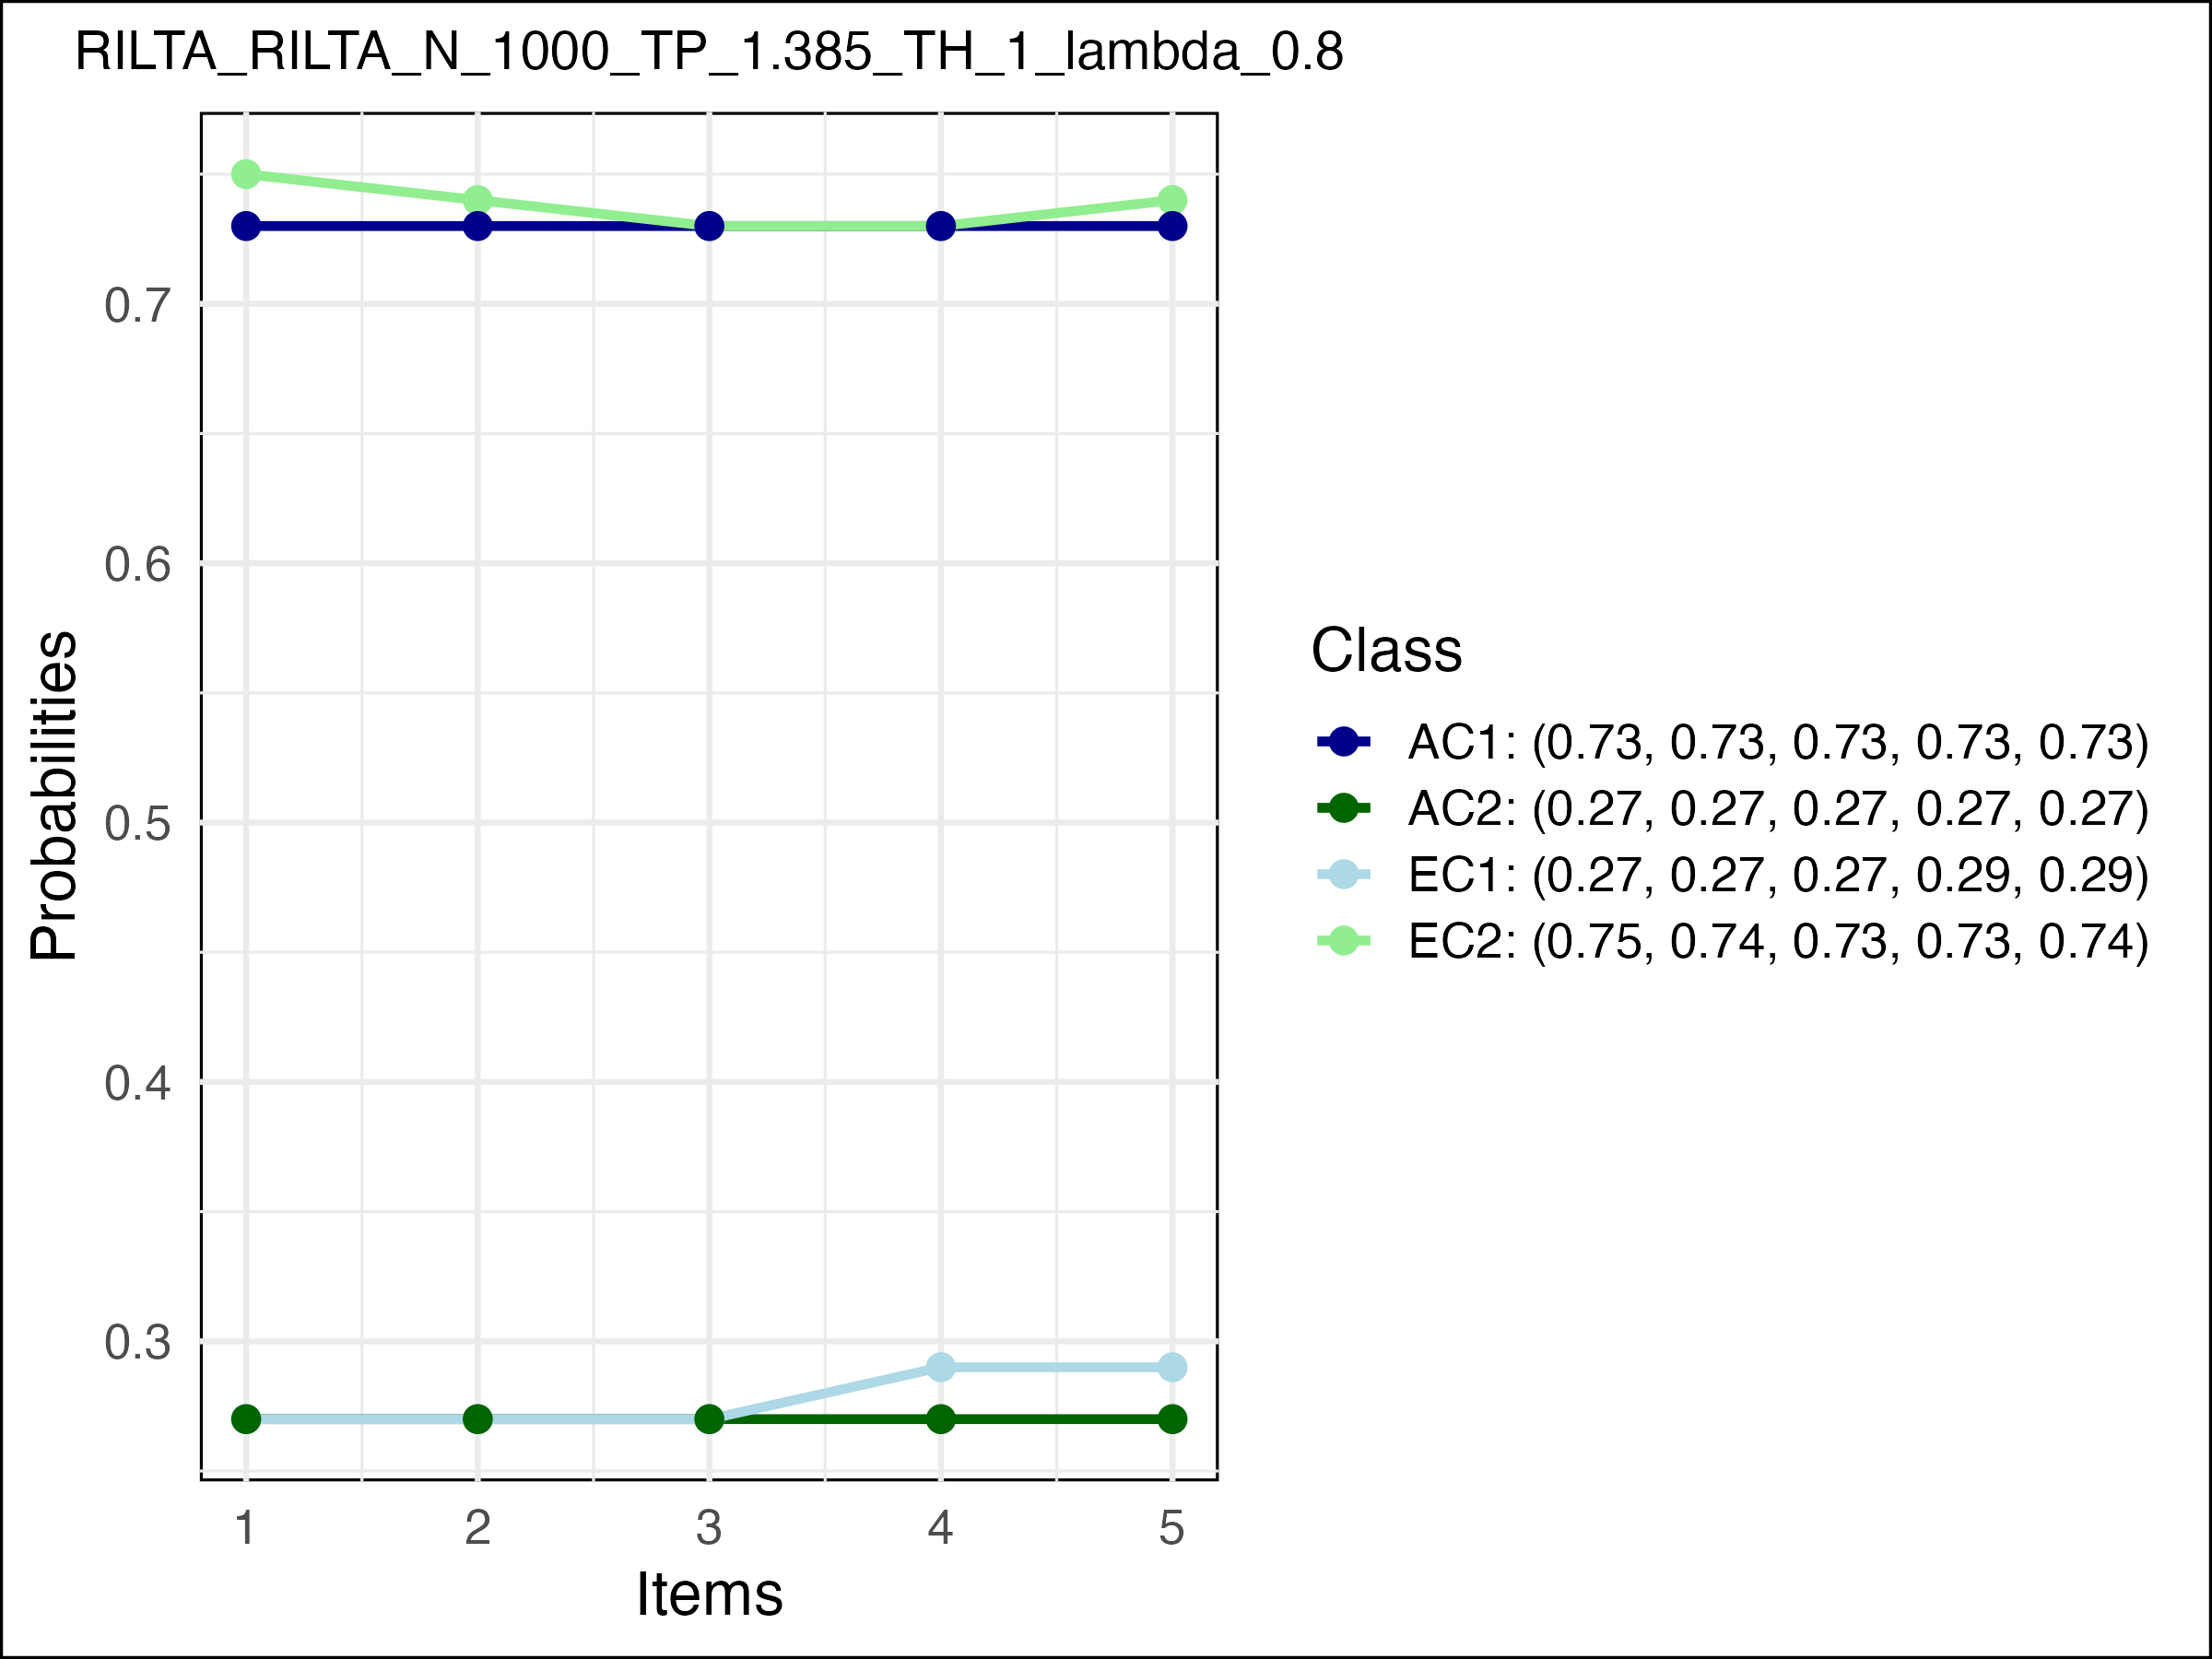 RILTA_RILTA_N_1000_TP_1.385_TH_1_lambda_0.8
Probabilities
0.7
0.6
0.5
0.4
0.3
1 2 3 4 5
Items
Class
AC1: (0.73, 0.73, 0.73, 0.73, 0.73)
AC2: (0.27, 0.27, 0.27, 0.27, 0.27)
EC1: (0.27, 0.27, 0.27, 0.29, 0.29)
EC2: (0.75, 0.74, 0.73, 0.73, 0.74)